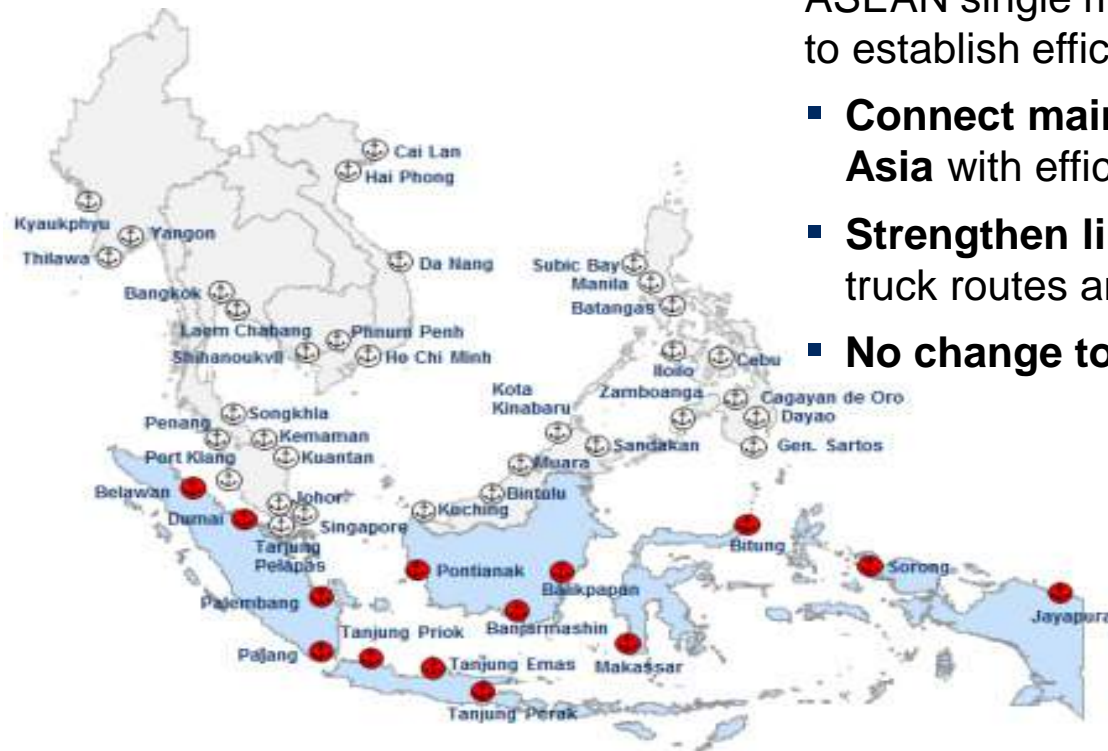 ASEAN single m
to establish effic
Connect main
Asia with effic
Strengthen li
truck routes an
No change to
Cai Lan
Hai Phong
Kyaukphyu
Yangon
Thilawa
Da Nang
Subic Bay
Manila
Bangkok
Batangas
Laem Chabang
Phnum Penh
Shihanoukvil
Ho Chi Minh
Iloilo
Cebu
Kota
Kinabaru
Zamboanga
Cagayan de Oro
Songkhla
Dayao
Penang
Kemaman
Sandakan
Gen. Sartos
Port Klang
Kuantan
Muara
Belawan
Bintulu
Johor
Kuching
Dumai
Singapore
Tarjung
Pelapas
Bitung
Sorong
Pontianak
Balikpapan
Palembang
Jayapura
Tanjung Priok
Banjarmashin
Paljang
Tanjung Emas
Makassar
Tanjung Perak